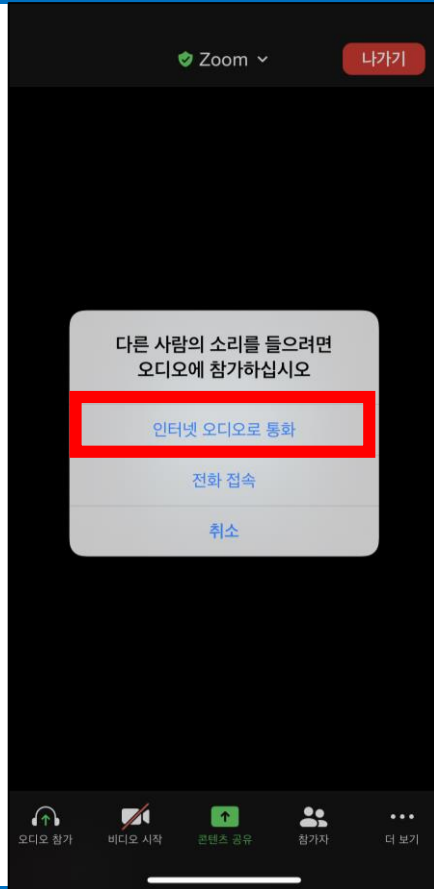 Zoom
나가기
다른 사람의 소리를 들으려면
오디오에 참가하십시오
인터넷 오디오로 통화
전화 접속
취소
오디오 참가
비디오 시작
콘텐츠 공유
참가자
더 보기